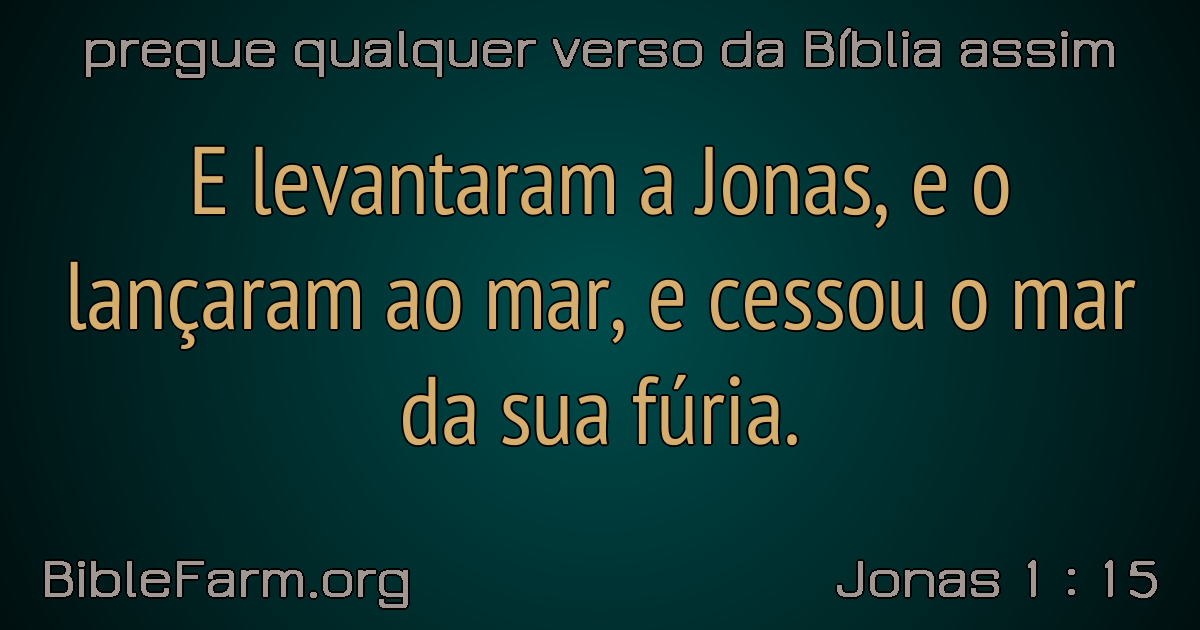 pregue qualquer verso da Bíblia assim
E levantaram a Jonas, e o
lançaram ao mar, e cessou o mar
da sua fúria.
BibleFarm.org
Jonas 1 : 15